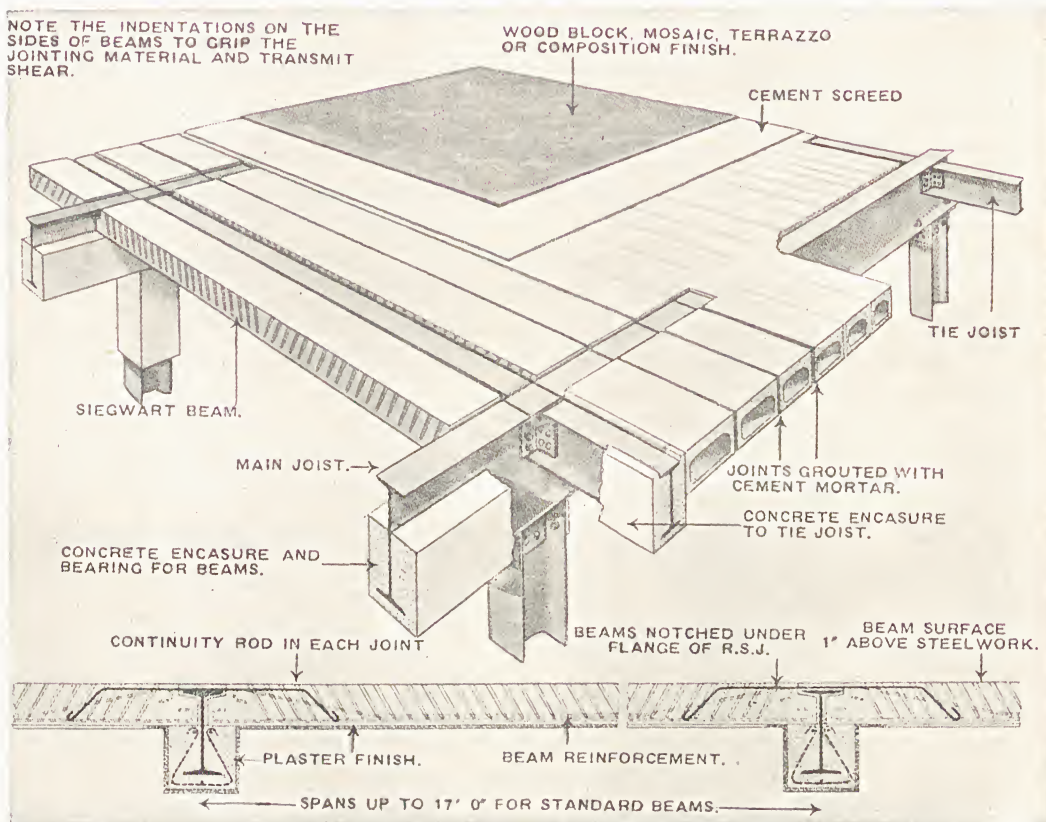 NOTE THE INDENTATIONS ON THE
SIDES OF BEAMS TO GRIP THE
JOINTING MATERIAL AND TRANSMIT
SHEAR.
WOOD BLOCK, MOSAIC, TERRAZZO
OR COMPOSITION FINISH.
CEMENT SCREED
TIE JOIST
SIEGWART BEAM.
MAIN JOIST.
JOINTS GROUTED WITH
CEMENT MORTAR.
CONCRETE ENCASURE
TO TIE JOIST.
CONCRETE ENCASURE AND
BEARING FOR BEAMS.
CONTINUITY ROD IN EACH JOINT
BEAMS NOTCHED UNDER
FLANGE OF R.S.J.
BEAM SURFACE
1" ABOVE STEELWORK.
PLASTER FINISH.
BEAM REINFORCEMENT.
SPANS UP TO 17' 0" FOR STANDARD BEAMS.